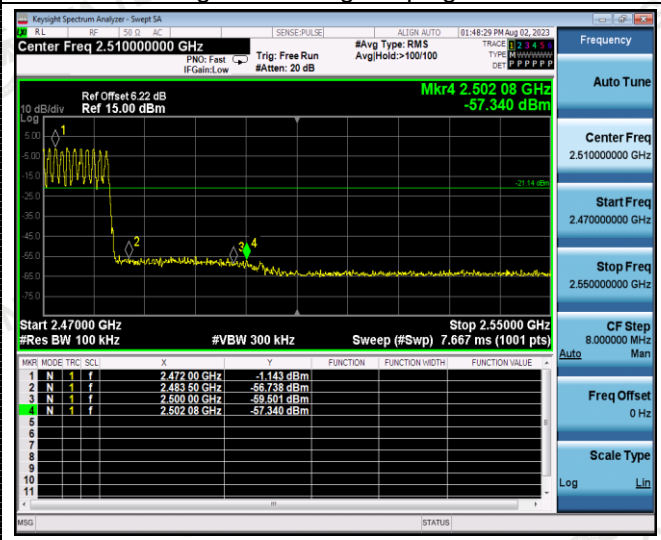 Keysight Spectrum Analyzer - Swept SA
RL RF 50 Ω AC SENSE:PULSE ALIGN AUTO 01:48:29 PM Aug 02, 2023
Center Freq 2.510000000 GHz #Avg Type: RMS TRACE 1 2 3 4 5 6
PNO: Fast Trig: Free Run Avg|Hold:>100/100 TYPE M W W W W W
IFGain:Low #Atten: 20 dB DET P P P P P P
Mkr4 2.502 08 GHz
Ref Offset 6.22 dB
10 dB/div Ref 15.00 dBm -57.340 dBm
Log
5.00
-5.00
-15.0
-25.0
-35.0
-45.0
-55.0
-65.0
-75.0
1
2
3
4
-21.14 dBm
Start 2.47000 GHz Stop 2.55000 GHz
#Res BW 100 kHz #VBW 300 kHz Sweep (#Swp) 7.667 ms (1001 pts)
MKR MODE TRC SCL X Y FUNCTION FUNCTION WIDTH FUNCTION VALUE
1 N 1 f 2.472 00 GHz -1.143 dBm
2 N 1 f 2.483 50 GHz -56.738 dBm
3 N 1 f 2.500 00 GHz -59.501 dBm
4 N 1 f 2.502 08 GHz -57.340 dBm
5
6
7
8
9
10
11
MSG STATUS
Frequency
Auto Tune
Center Freq
2.510000000 GHz
Start Freq
2.470000000 GHz
Stop Freq
2.550000000 GHz
CF Step
8.000000 MHz
Auto Man
Freq Offset
0 Hz
Scale Type
Log Lin